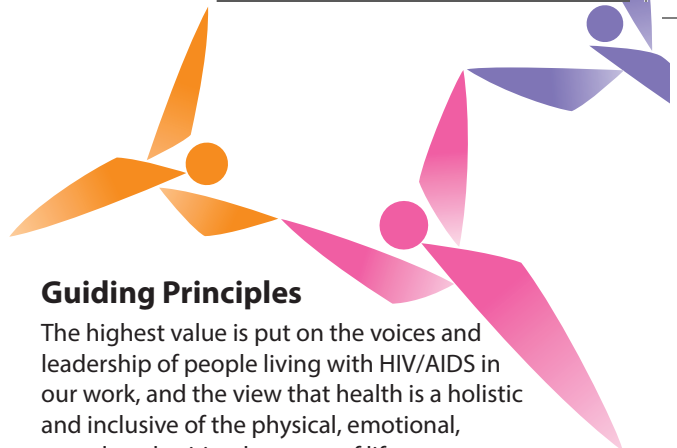 Guiding Principles
The highest value is put on the voices and
leadership of people living with HIV/AIDS in
our work, and the view that health is a holistic
and inclusive of the physical, emotional,